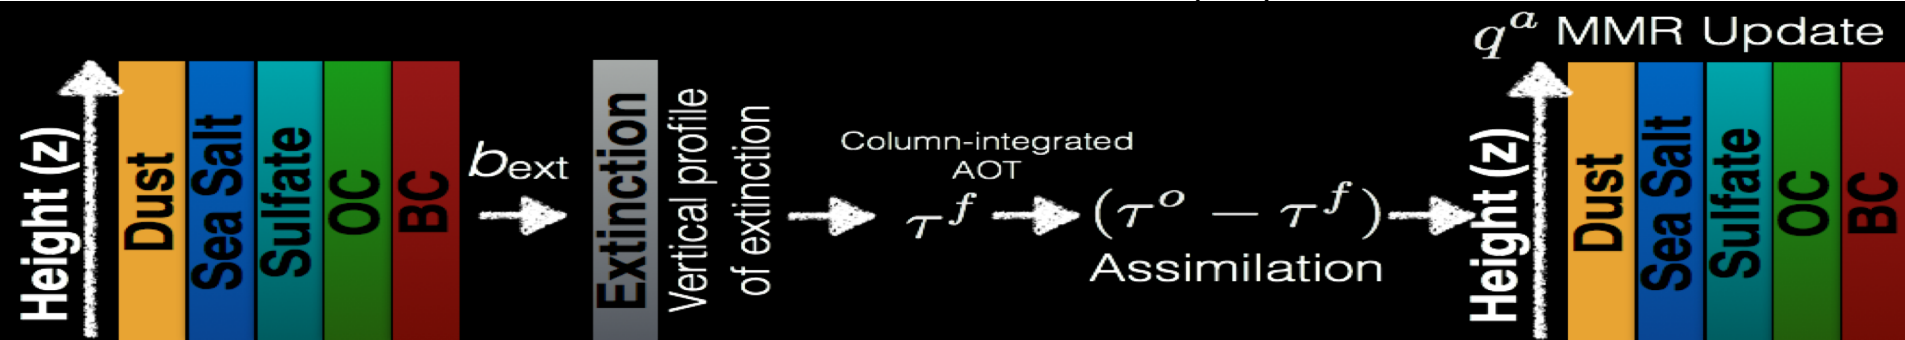 Height (z)
Dust
Sea Salt
Sulfate
OC
BC
b_ext
Extinction
Vertical profile
of extinction
Column-integrated
AOT
τ^f
(τ^o − τ^f)
Assimilation
q^a MMR Update
Height (z)
Dust
Sea Salt
Sulfate
OC
BC